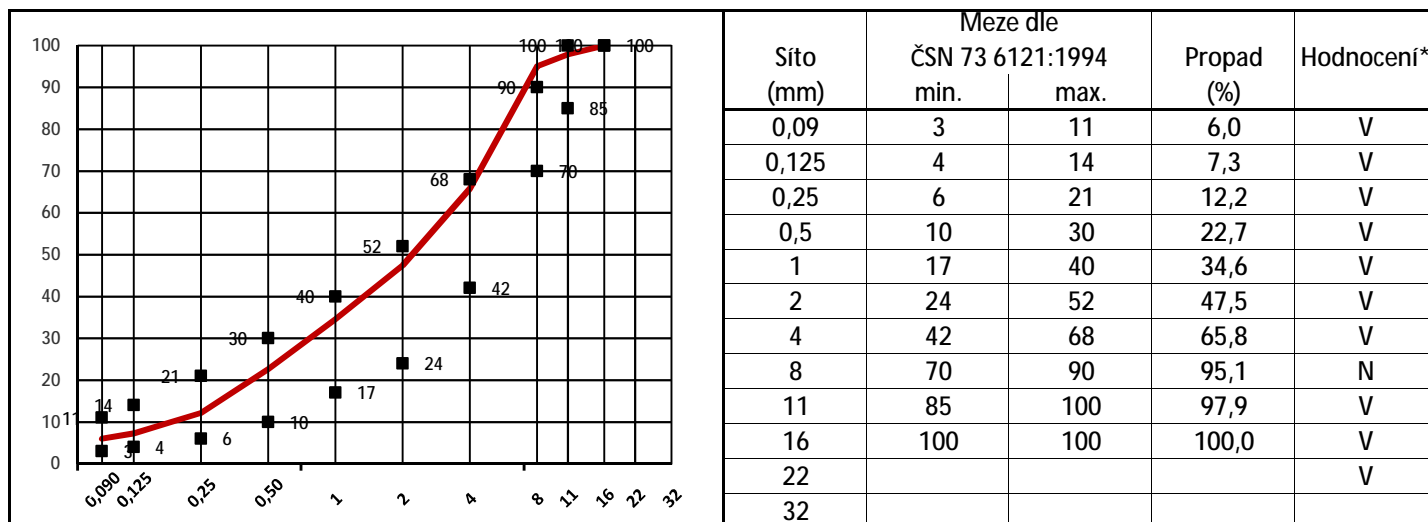 100
90
80
70
60
50
40
30
20
10
0
100 100 100
90
85
68
70
52
40
42
30
21
24
17
11 14
10
6
3 4
0,090 0,125 0,25 0,50 1 2 4 8 11 16 22 32
Síto (mm) Meze dle ČSN 73 6121:1994 Propad (%) Hodnocení*
min. max.
0,09 3 11 6,0 V
0,125 4 14 7,3 V
0,25 6 21 12,2 V
0,5 10 30 22,7 V
1 17 40 34,6 V
2 24 52 47,5 V
4 42 68 65,8 V
8 70 90 95,1 N
11 85 100 97,9 V
16 100 100 100,0 V
22 V
32